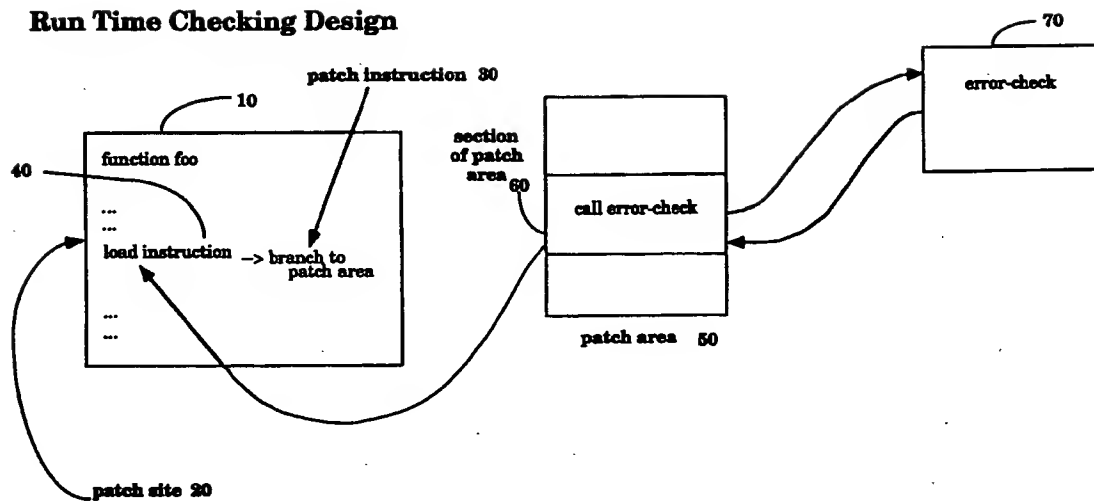 Run Time Checking Design
70
patch instruction 30
error-check
10
section
of patch
area
60
function foo
40
call error-check
...
...
load instruction —> branch to
patch area
...
...
patch area 50
patch site 20